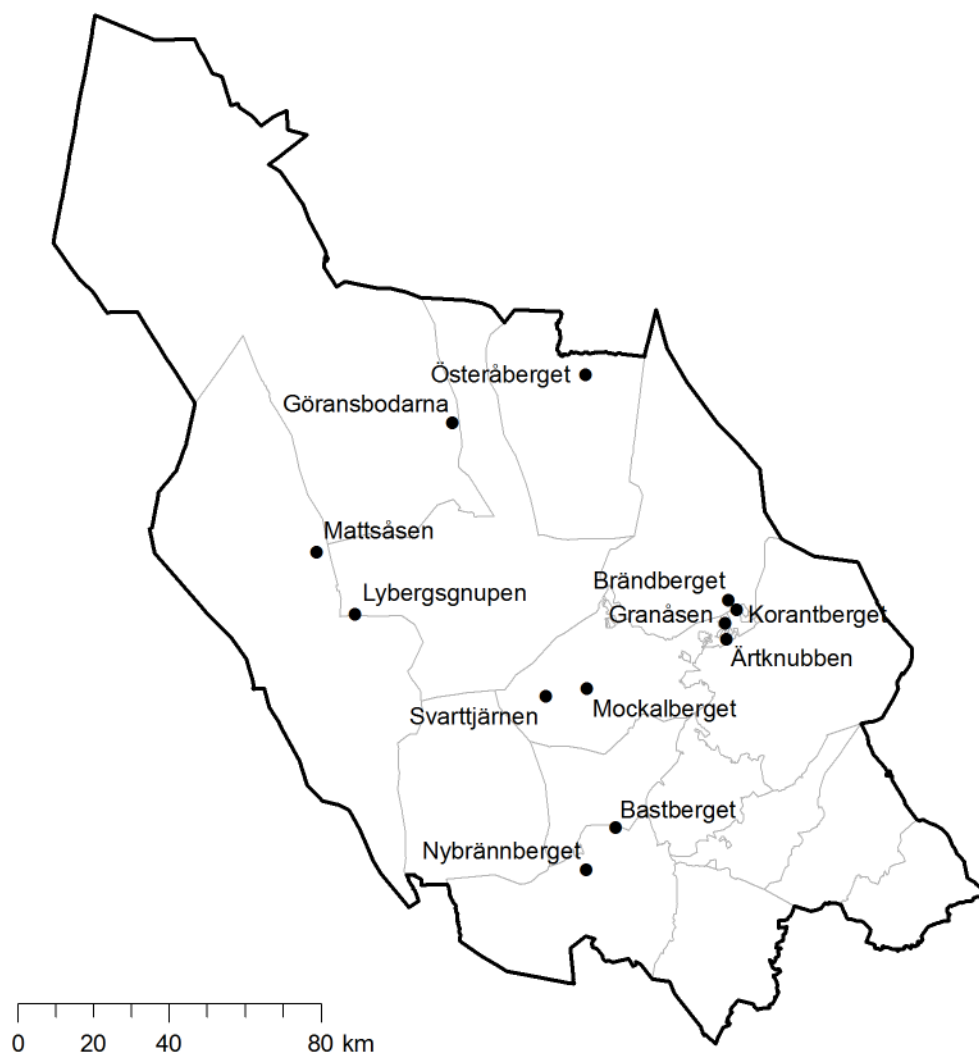 Österåberget
Göransbodarna
Mattsåsen
Lybergsgnupen
Brändberget
Granåsen
Korantberget
Ärtknubben
Svarttjärnen
Mockalberget
Bastberget
Nybrännberget
0 20 40 80 km